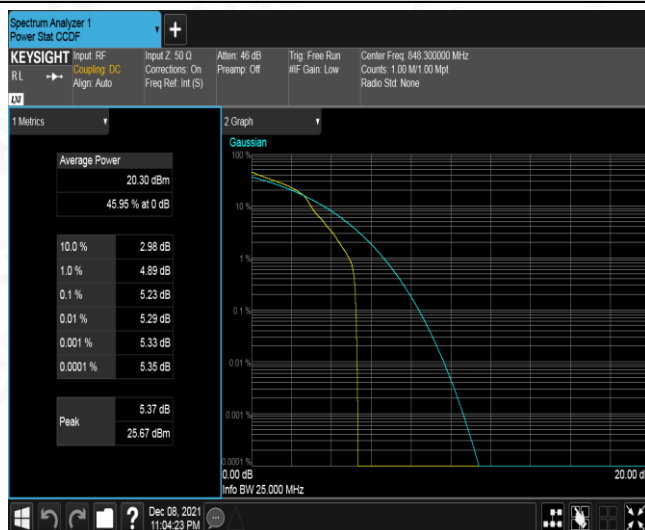 Spectrum Analyzer 1
Power Stat CCDF
+
KEYSIGHT
RL
Input: RF
Coupling: DC
Align: Auto
Input Z: 50 Ω
Corrections: On
Freq Ref: Int (S)
Atten: 46 dB
Preamp: Off
Trig: Free Run
#IF Gain: Low
Center Freq: 848.300000 MHz
Counts: 1.00 M/1.00 Mpt
Radio Std: None
1 Metrics
Average Power
20.30 dBm
45.95 % at 0 dB
10.0 % 2.98 dB
1.0 % 4.89 dB
0.1 % 5.23 dB
0.01 % 5.29 dB
0.001 % 5.33 dB
0.0001 % 5.35 dB
Peak
5.37 dB
25.67 dBm
2 Graph
Gaussian
100 %
10 %
1 %
0.1 %
0.01 %
0.001 %
0.0001 %
0.00 dB 20.00 d
Info BW 25.000 MHz
?
Dec 08, 2021
11:04:23 PM